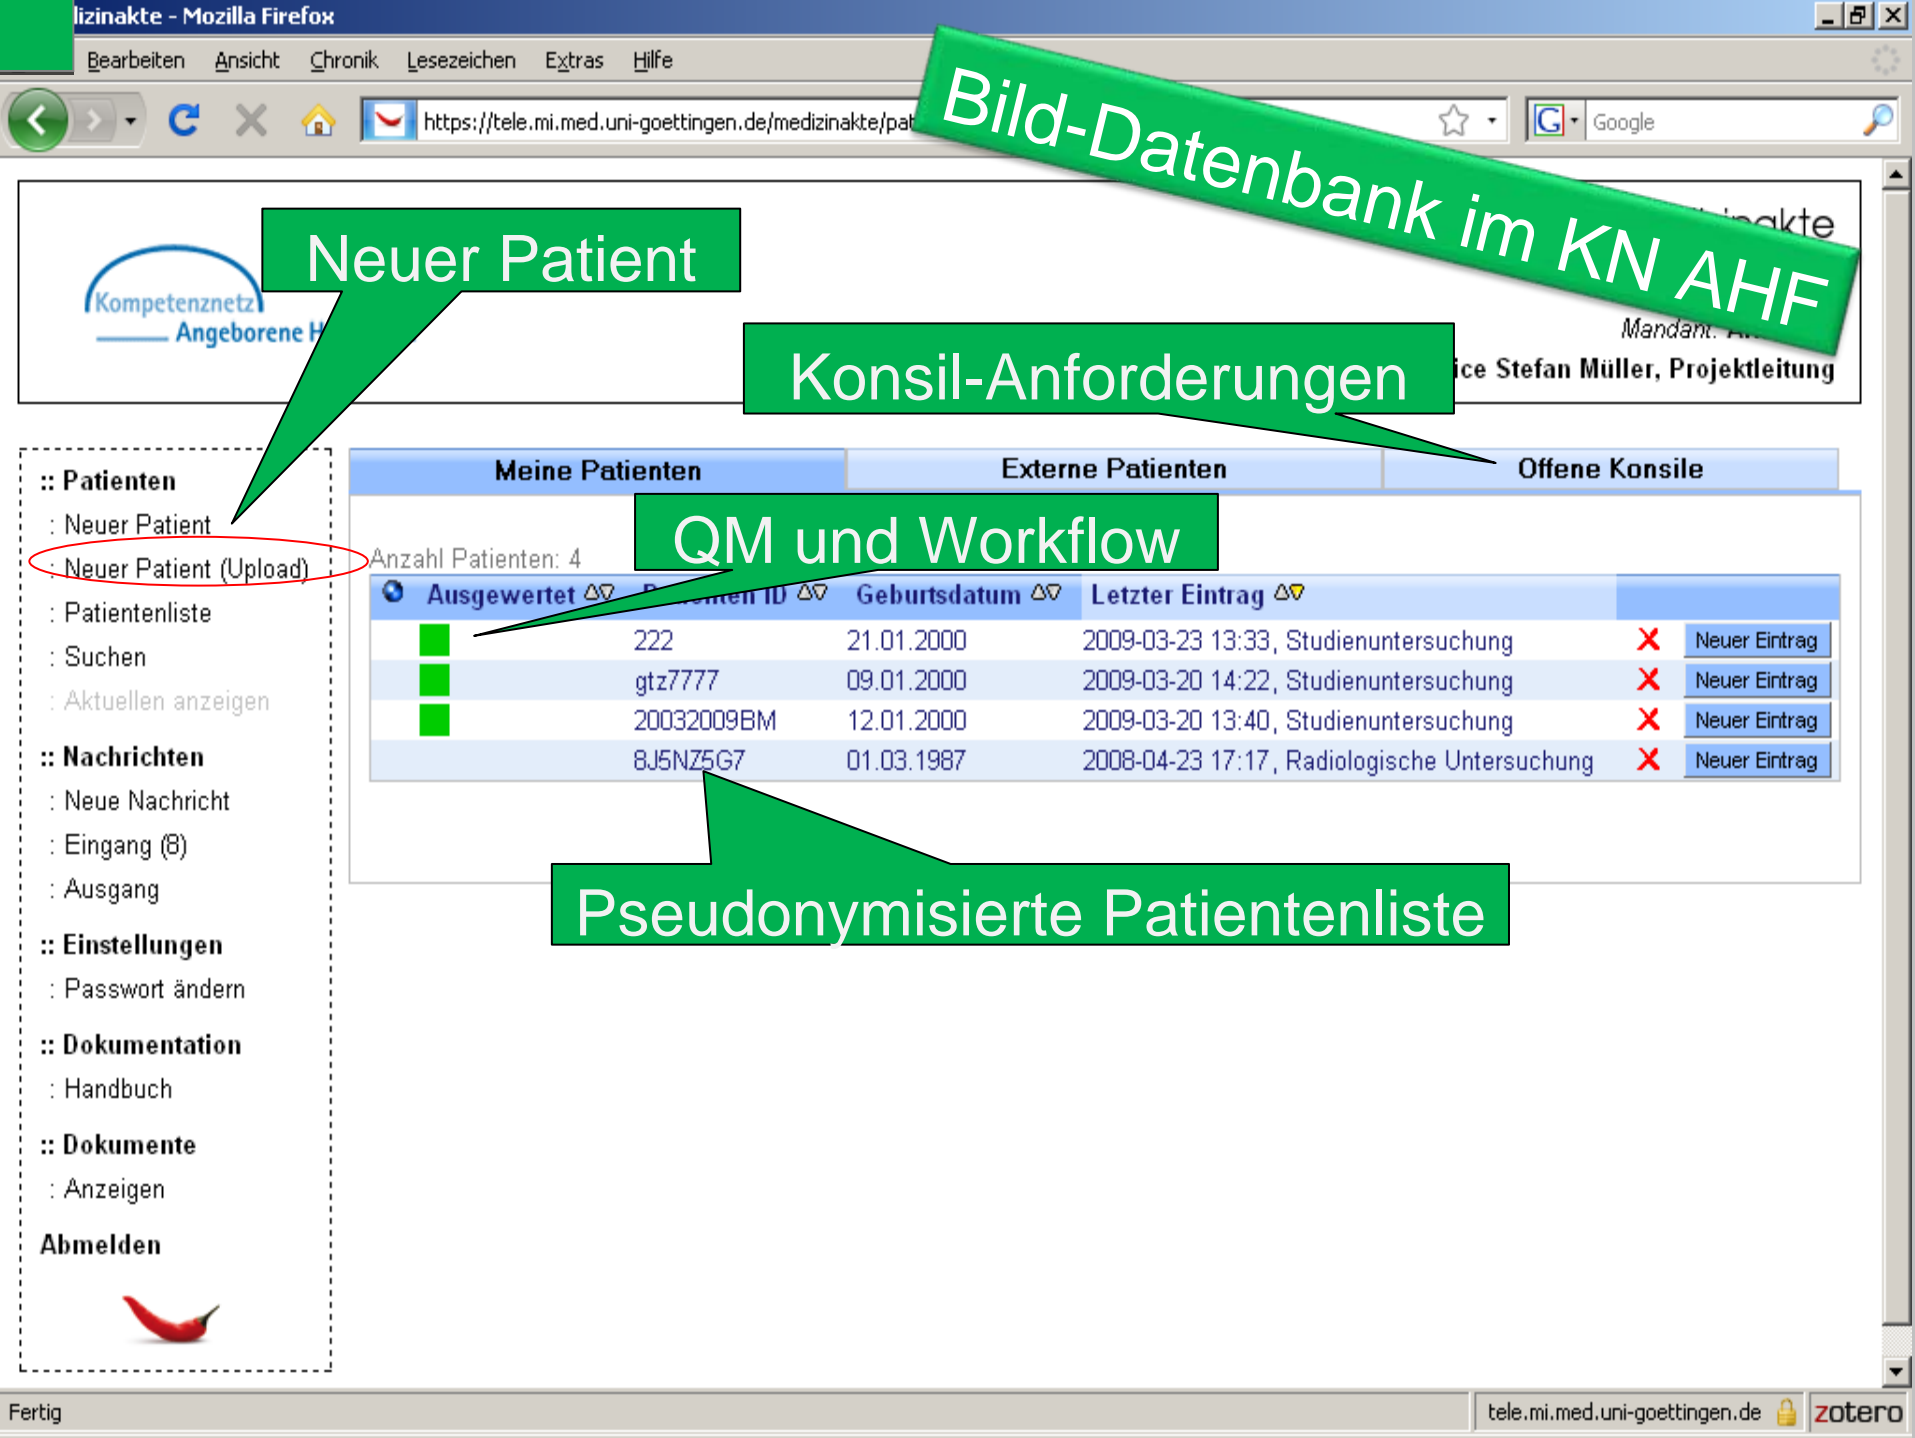 lizinakte - Mozilla Firefox
Bearbeiten Ansicht Chronik Lesezeichen Extras Hilfe
https://tele.mi.med.uni-goettingen.de/medizinakte/pat
Google
Bild-Datenbank im KN AHF
Neuer Patient
Kompetenznetz
Angeborene H
Mandant:
Konsil-Anforderungen
ice Stefan Müller, Projektleitung
:: Patienten
: Neuer Patient
: Neuer Patient (Upload)
: Patientenliste
: Suchen
: Aktuellen anzeigen
:: Nachrichten
: Neue Nachricht
: Eingang (8)
: Ausgang
:: Einstellungen
: Passwort ändern
:: Dokumentation
: Handbuch
:: Dokumente
: Anzeigen
Abmelden
Meine Patienten Externe Patienten Offene Konsile
QM und Workflow
Anzahl Patienten: 4
Ausgewertet Patienten ID Geburtsdatum Letzter Eintrag
222 21.01.2000 2009-03-23 13:33, Studienuntersuchung X Neuer Eintrag
gtz7777 09.01.2000 2009-03-20 14:22, Studienuntersuchung X Neuer Eintrag
20032009BM 12.01.2000 2009-03-20 13:40, Studienuntersuchung X Neuer Eintrag
8J5NZ5G7 01.03.1987 2008-04-23 17:17, Radiologische Untersuchung X Neuer Eintrag
Pseudonymisierte Patientenliste
Fertig
tele.mi.med.uni-goettingen.de zotero